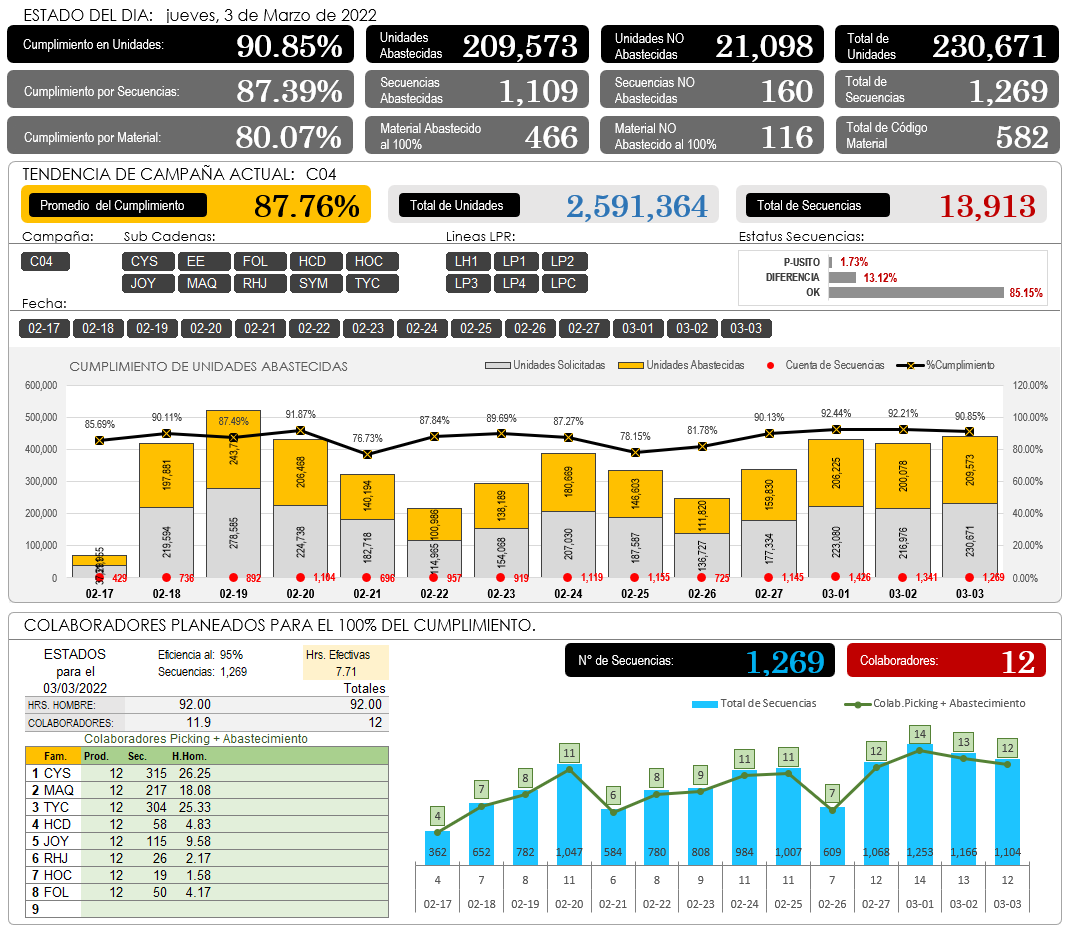 ESTADO DEL DIA: jueves, 3 de Marzo de 2022
Cumplimiento en Unidades: 90.85%
Unidades Abastecidas 209,573
Unidades NO Abastecidas 21,098
Total de Unidades 230,671
Cumplimiento por Secuencias: 87.39%
Secuencias Abastecidas 1,109
Secuencias NO Abastecidas 160
Total de Secuencias 1,269
Cumplimiento por Material: 80.07%
Material Abastecido al 100% 466
Material NO Abastecido al 100% 116
Total de Código Material 582
TENDENCIA DE CAMPAÑA ACTUAL: C04
Promedio del Cumplimiento 87.76%
Total de Unidades 2,591,364
Total de Secuencias 13,913
Campaña: Sub Cadenas: Lineas LPR: Estatus Secuencias:
C04 CYS EE FOL HCD HOC LH1 LP1 LP2
JOY MAQ RHJ SYM TYC LP3 LP4 LPC
P-USITO 1.73%
DIFERENCIA 13.12%
OK 85.15%
Fecha:
02-17 02-18 02-19 02-20 02-21 02-22 02-23 02-24 02-25 02-26 02-27 03-01 03-02 03-03
CUMPLIMIENTO DE UNIDADES ABASTECIDAS
Unidades Solicitadas Unidades Abastecidas Cuenta de Secuencias %Cumplimiento
600,000
500,000
400,000
300,000
200,000
100,000
0
120.00%
100.00%
80.00%
60.00%
40.00%
20.00%
0.00%
85.69% 90.11% 87.49% 91.87% 76.73% 87.84% 89.69% 87.27% 78.15% 81.78% 90.13% 92.44% 92.21% 90.85%
197,881 206,468 140,194 100,986 138,189 180,669 146,603 111,820 159,830 206,225 200,078 209,573
219,594 278,585 224,738 182,718 114,965 154,068 207,030 187,587 136,727 177,334 223,080 216,976 230,671
429 736 892 1,104 696 957 919 1,119 1,155 725 1,145 1,426 1,341 1,269
02-17 02-18 02-19 02-20 02-21 02-22 02-23 02-24 02-25 02-26 02-27 03-01 03-02 03-03
COLABORADORES PLANEADOS PARA EL 100% DEL CUMPLIMIENTO.
ESTADOS para el 03/03/2022
Eficiencia al: 95%
Secuencias: 1,269
Hrs. Efectivas
7.71
Totales
HRS. HOMBRE: 92.00 92.00
COLABORADORES: 11.9 12
Colaboradores Picking + Abastecimiento
Fam. Prod. Sec. H.Hom.
1 CYS 12 315 26.25
2 MAQ 12 217 18.08
3 TYC 12 304 25.33
4 HCD 12 58 4.83
5 JOY 12 115 9.58
6 RHJ 12 26 2.17
7 HOC 12 19 1.58
8 FOL 12 50 4.17
9
N° de Secuencias: 1,269
Colaboradores: 12
Total de Secuencias Colab.Picking + Abastecimiento
4 7 8 11 6 8 9 11 11 7 12 14 13 12
362 652 782 1,047 584 780 808 984 1,007 609 1,068 1,253 1,166 1,104
4 7 8 11 6 8 9 11 11 7 12 14 13 12
02-17 02-18 02-19 02-20 02-21 02-22 02-23 02-24 02-25 02-26 02-27 03-01 03-02 03-03